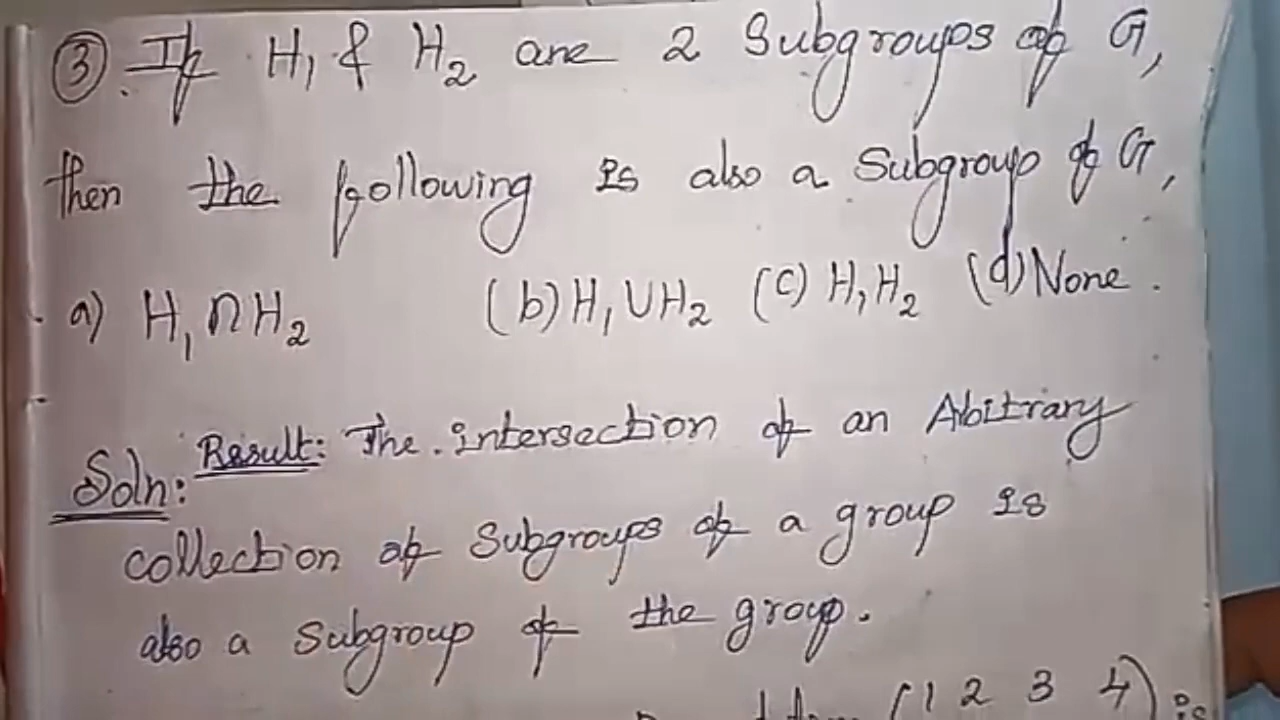 ③. If H₁ & H₂ are 2 Subgroups of G,
then the following is also a Subgroup of G,
a) H₁∩H₂ (b) H₁∪H₂ (c) H₁H₂ (d) None.
Soln: Result: The intersection of an Abitrary
collection of Subgroups of a group is
also a Subgroup of the group.
(1 2 3 4) is